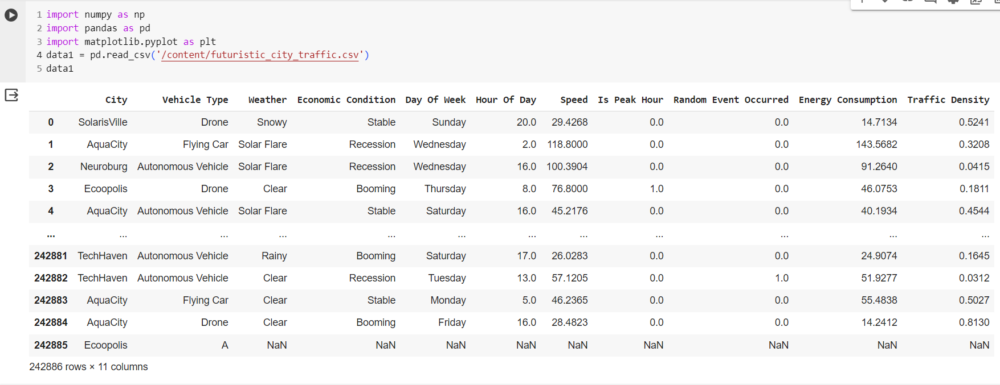 1 import numpy as np
2 import pandas as pd
3 import matplotlib.pyplot as plt
4 data1 = pd.read_csv('/content/futuristic_city_traffic.csv')
5 data1
City Vehicle Type Weather Economic Condition Day Of Week Hour Of Day Speed Is Peak Hour Random Event Occurred Energy Consumption Traffic Density
0 SolarisVille Drone Snowy Stable Sunday 20.0 29.4268 0.0 0.0 14.7134 0.5241
1 AquaCity Flying Car Solar Flare Recession Wednesday 2.0 118.8000 0.0 0.0 143.5682 0.3208
2 Neuroburg Autonomous Vehicle Solar Flare Recession Wednesday 16.0 100.3904 0.0 0.0 91.2640 0.0415
3 Ecoopolis Drone Clear Booming Thursday 8.0 76.8000 1.0 0.0 46.0753 0.1811
4 AquaCity Autonomous Vehicle Solar Flare Stable Saturday 16.0 45.2176 0.0 0.0 40.1934 0.4544
... ... ... ... ... ... ... ... ... ... ... ...
242881 TechHaven Autonomous Vehicle Rainy Booming Saturday 17.0 26.0283 0.0 0.0 24.9074 0.1645
242882 TechHaven Autonomous Vehicle Clear Recession Tuesday 13.0 57.1205 0.0 1.0 51.9277 0.0312
242883 AquaCity Flying Car Clear Stable Monday 5.0 46.2365 0.0 0.0 55.4838 0.5027
242884 AquaCity Drone Clear Booming Friday 16.0 28.4823 0.0 0.0 14.2412 0.8130
242885 Ecoopolis A NaN NaN NaN NaN NaN NaN NaN NaN NaN
242886 rows × 11 columns